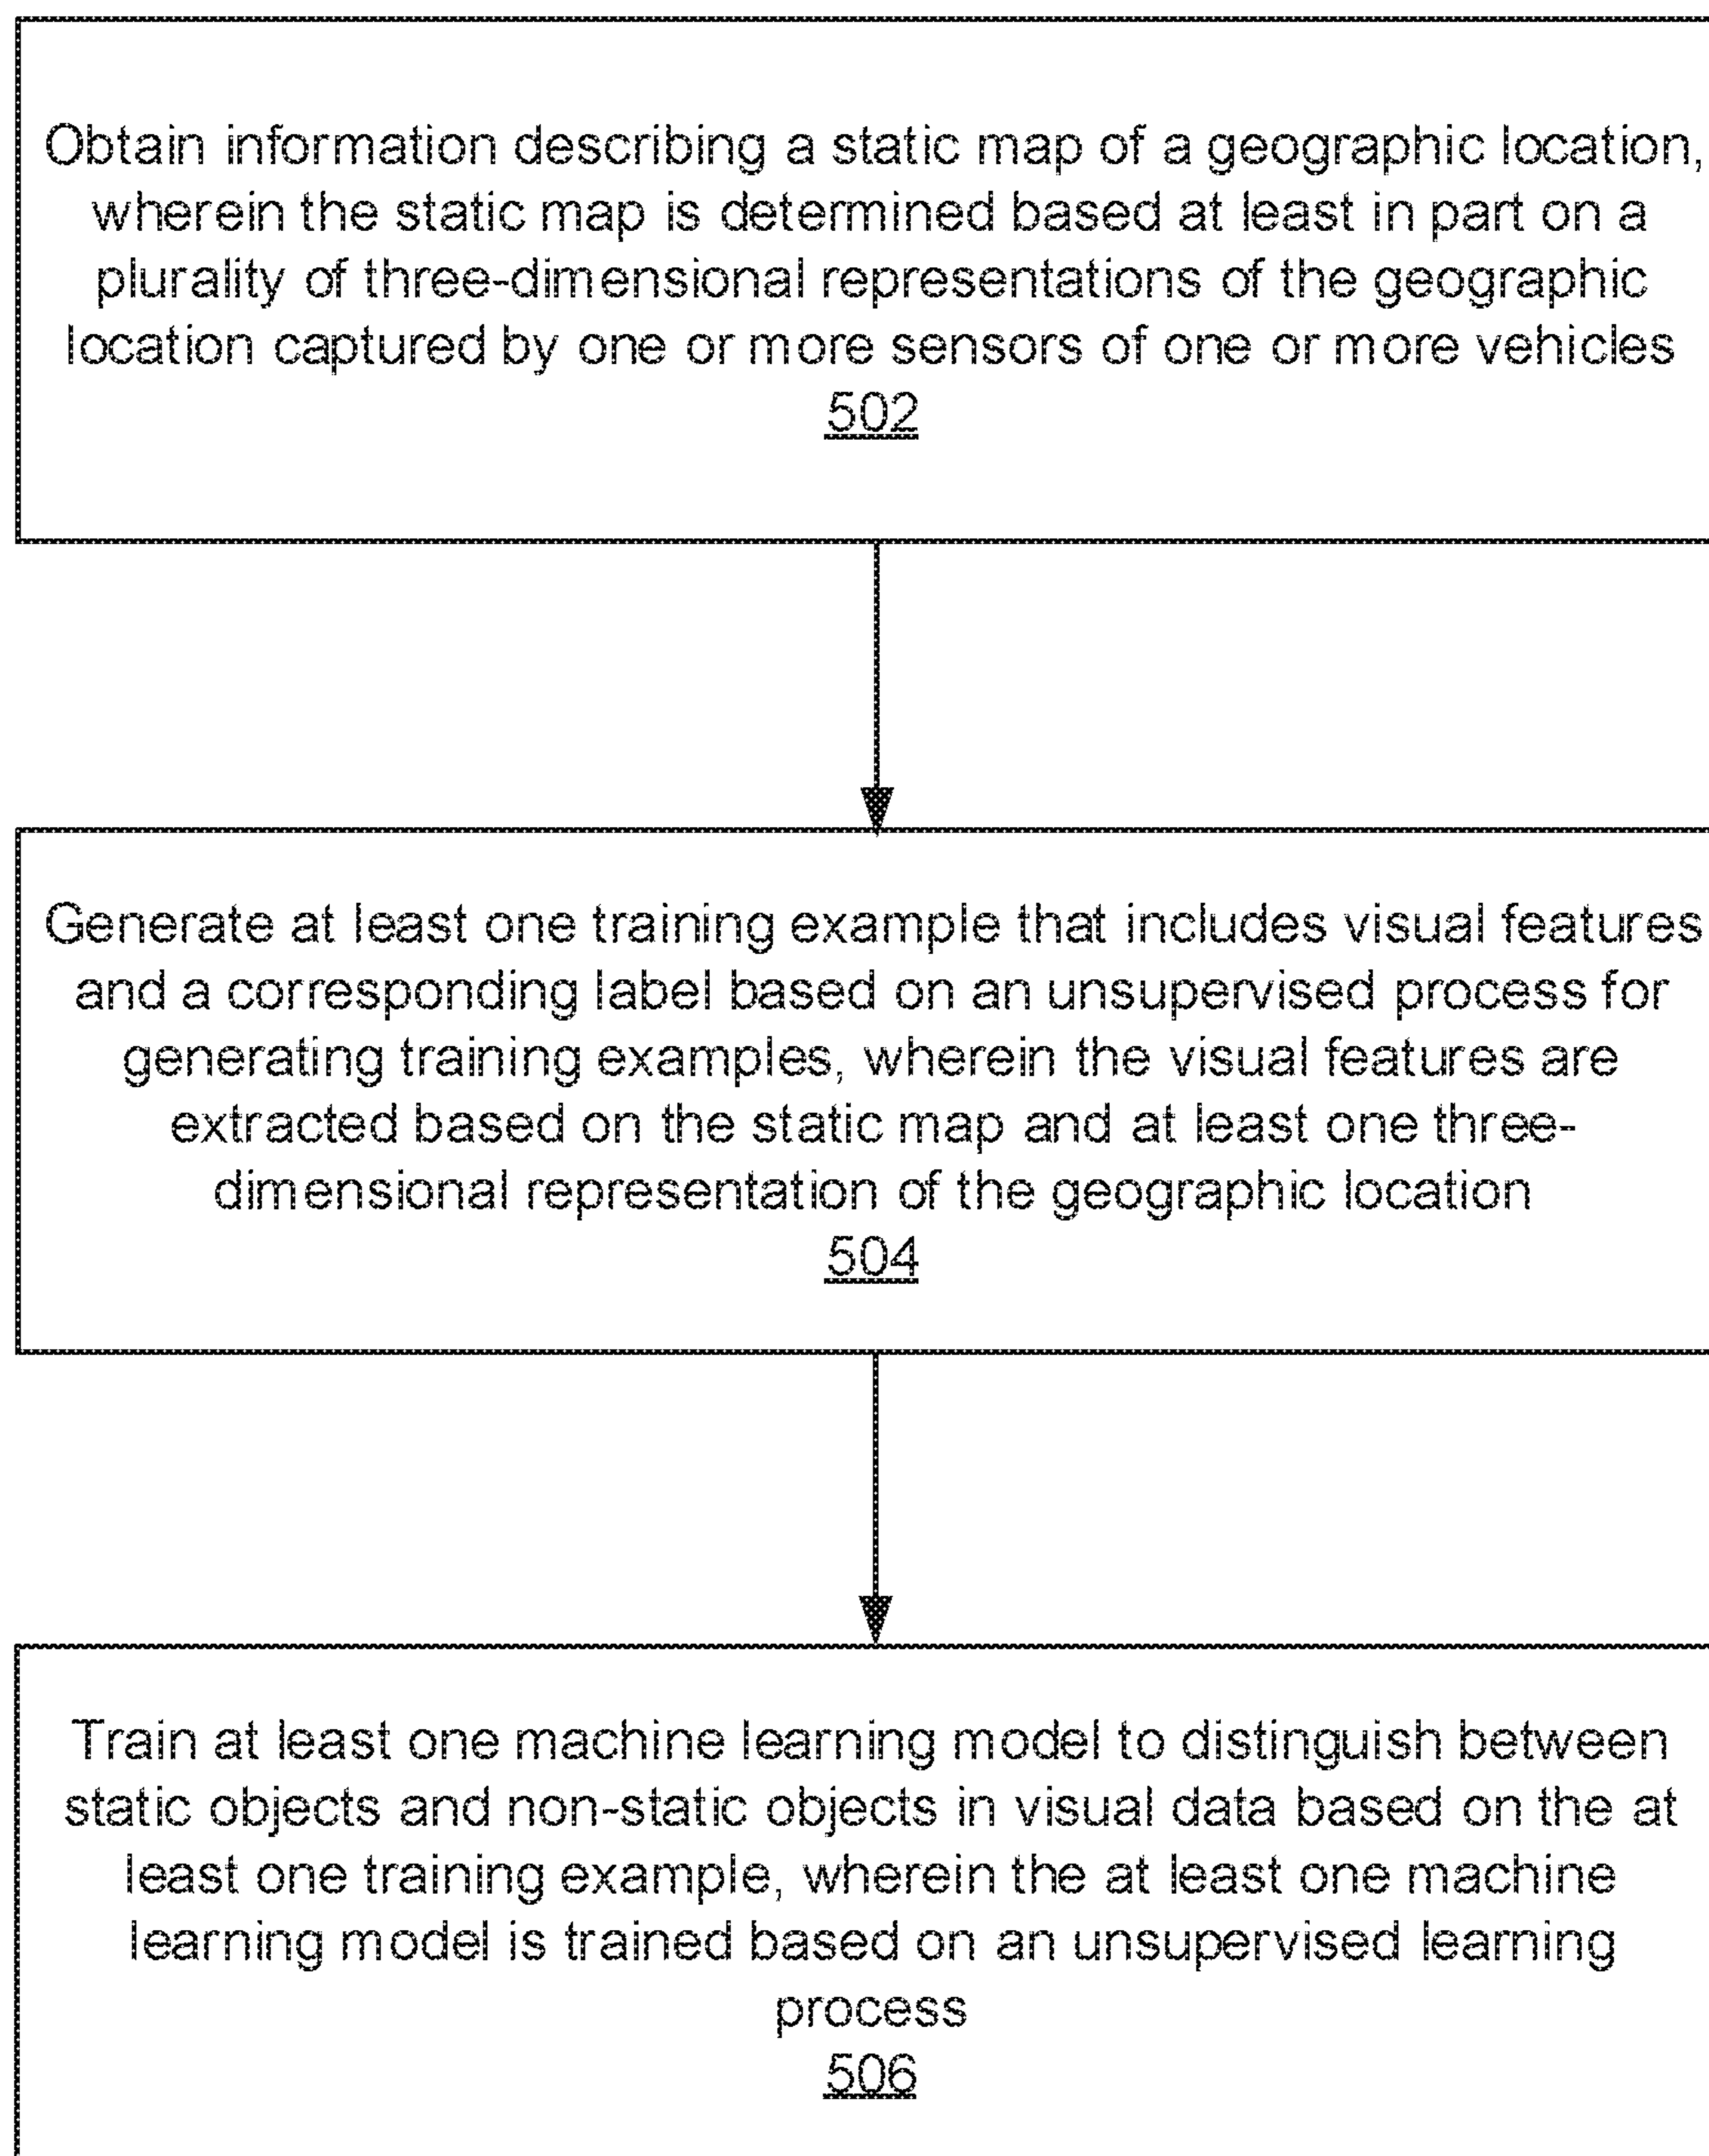 Obtain information describing a static map of a geographic location,
wherein the static map is determined based at least in part on a
plurality of three-dimensional representations of the geographic
location captured by one or more sensors of one or more vehicles
502
Generate at least one training example that includes visual features
and a corresponding label based on an unsupervised process for
generating training examples, wherein the visual features are
extracted based on the static map and at least one three-
dimensional representation of the geographic location
504
Train at least one machine learning model to distinguish between
static objects and non-static objects in visual data based on the at
least one training example, wherein the at least one machine
learning model is trained based on an unsupervised learning
process
506